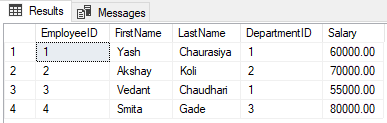 Results Messages
EmployeeID FirstName LastName DepartmentID Salary
1 1 Yash Chaurasiya 1 60000.00
2 2 Akshay Koli 2 70000.00
3 3 Vedant Chaudhari 1 55000.00
4 4 Smita Gade 3 80000.00